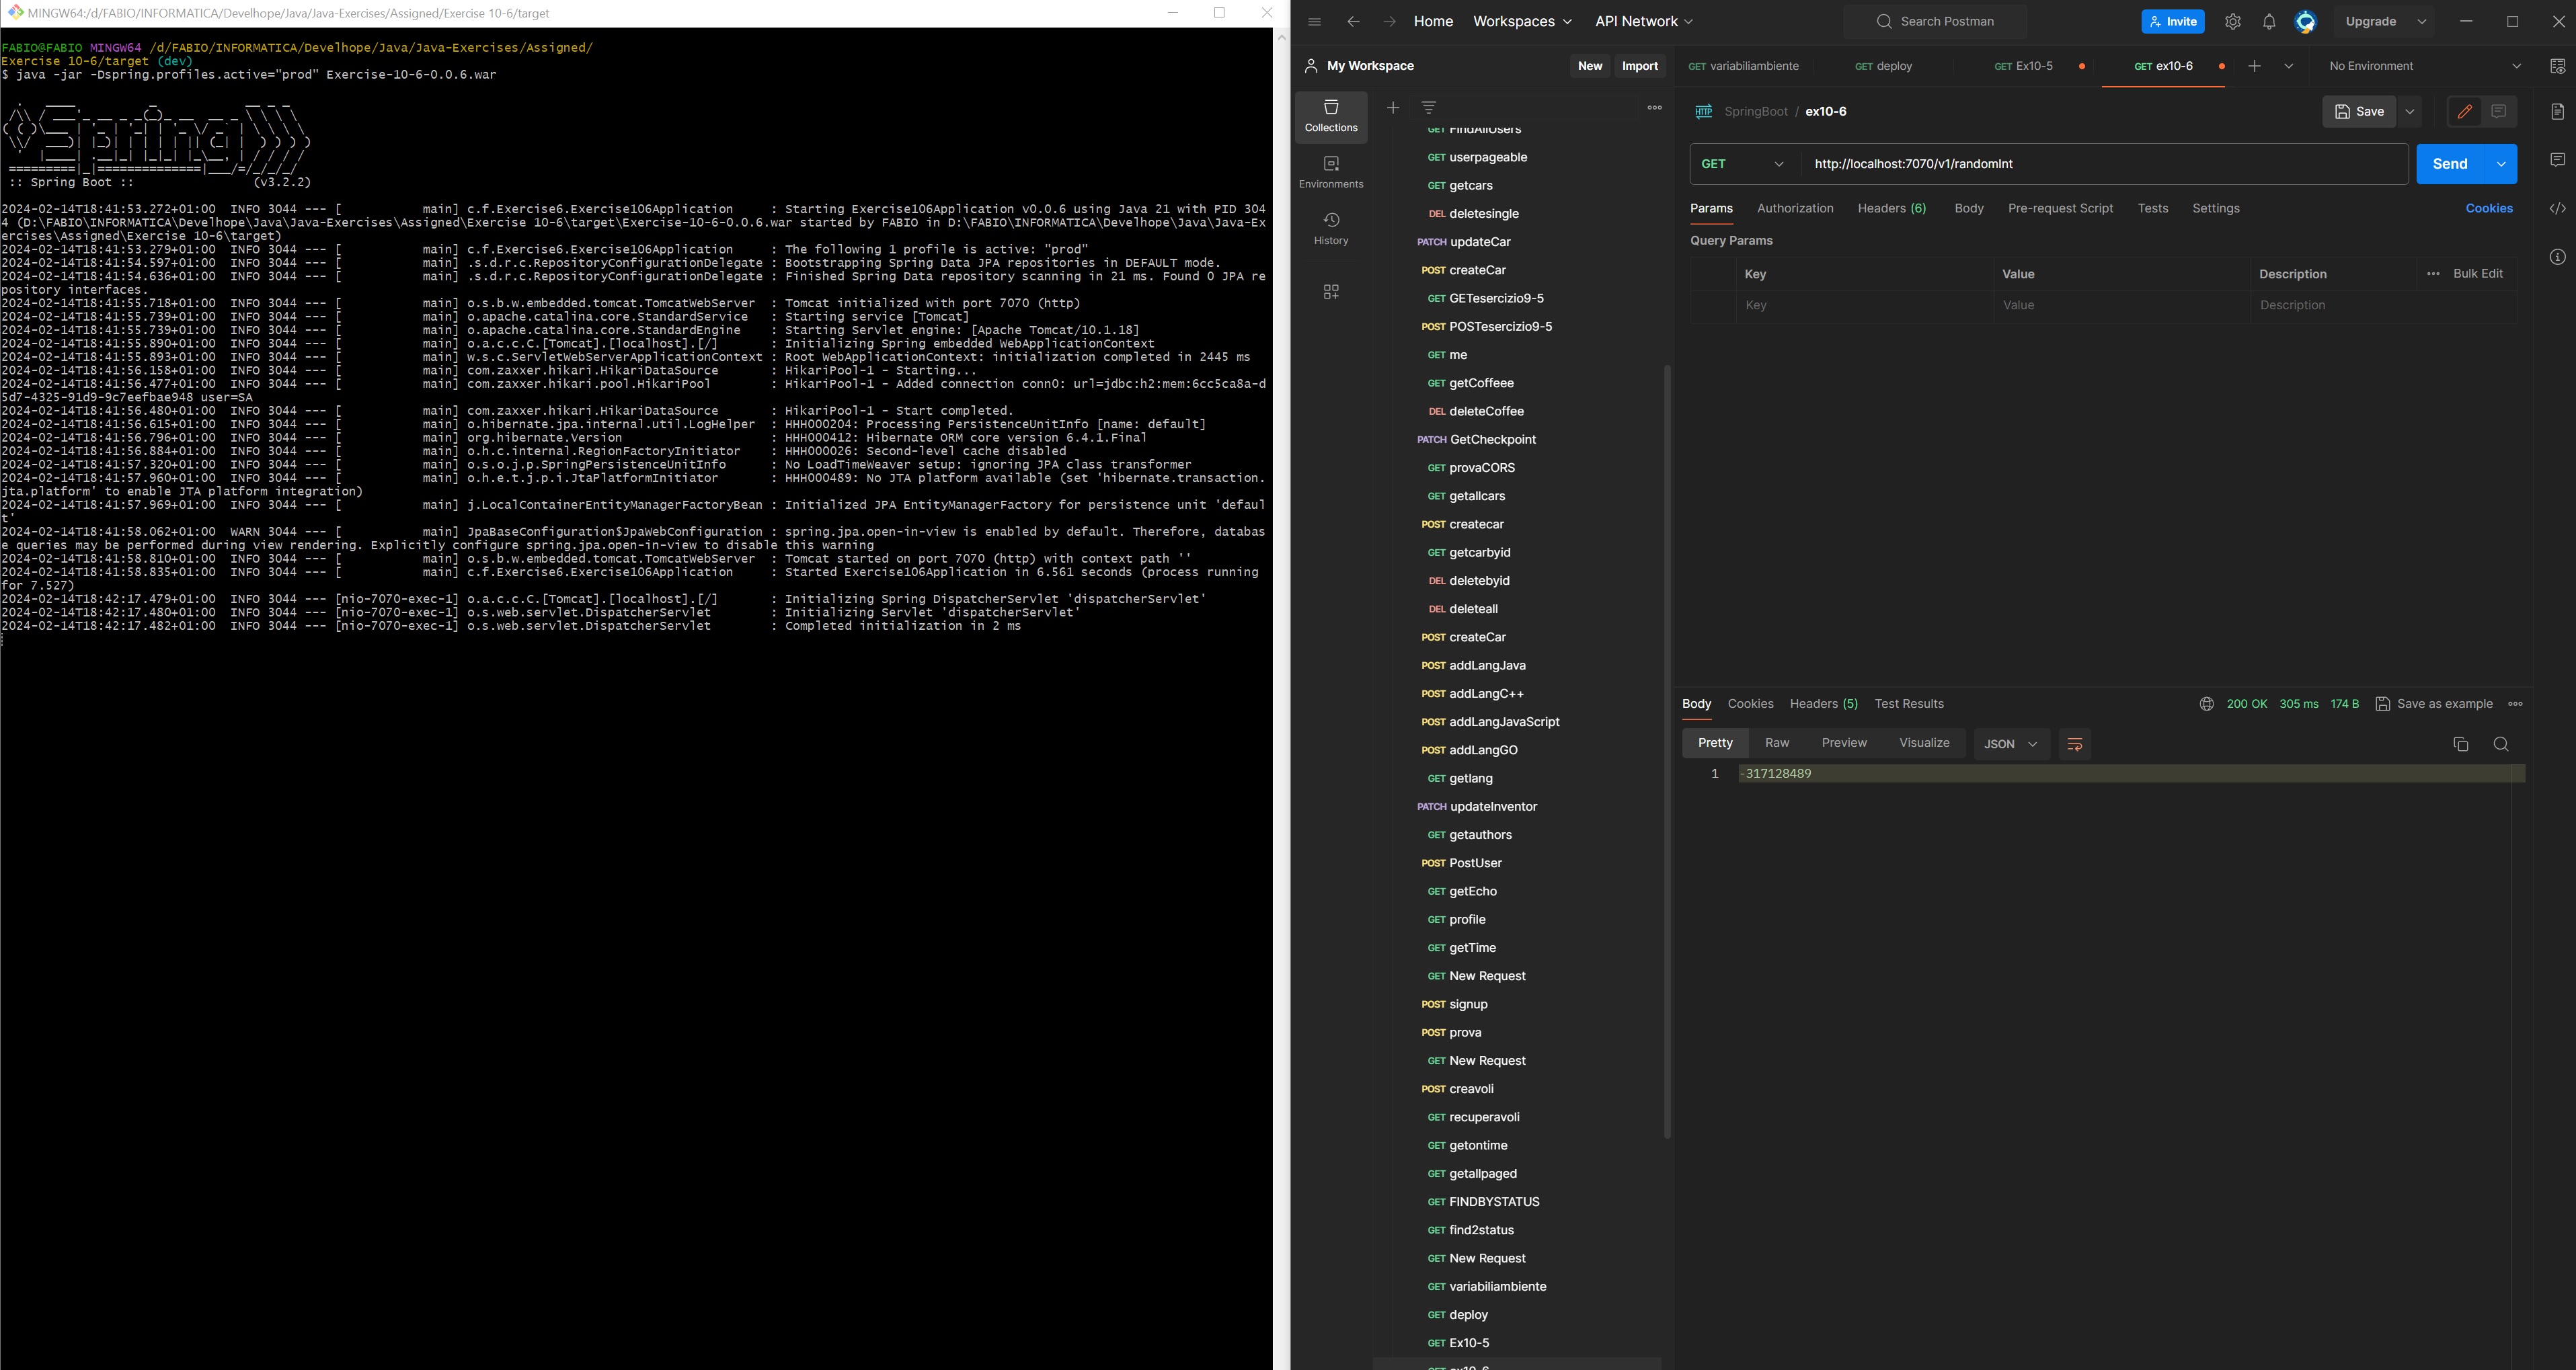 MINGW64:/d/FABIO/INFORMATICA/Develhope/Java/Java-Exercises/Assigned/Exercise 10-6/target
FABIO@FABIO MINGW64 /d/FABIO/INFORMATICA/Develhope/Java/Java-Exercises/Assigned/
Exercise 10-6/target (dev)
$ java -jar -Dspring.profiles.active="prod" Exercise-10-6-0.0.6.war
:: Spring Boot ::                (v3.2.2)
2024-02-14T18:41:53.272+01:00  INFO 3044 --- [           main] c.f.Exercise6.Exercise106Application     : Starting Exercise106Application v0.0.6 using Java 21 with PID 304
4 (D:\FABIO\INFORMATICA\Develhope\Java\Java-Exercises\Assigned\Exercise 10-6\target\Exercise-10-6-0.0.6.war started by FABIO in D:\FABIO\INFORMATICA\Develhope\Java\Java-Ex
ercises\Assigned\Exercise 10-6\target)
2024-02-14T18:41:53.279+01:00  INFO 3044 --- [           main] c.f.Exercise6.Exercise106Application     : The following 1 profile is active: "prod"
2024-02-14T18:41:54.597+01:00  INFO 3044 --- [           main] .s.d.r.c.RepositoryConfigurationDelegate : Bootstrapping Spring Data JPA repositories in DEFAULT mode.
2024-02-14T18:41:54.636+01:00  INFO 3044 --- [           main] .s.d.r.c.RepositoryConfigurationDelegate : Finished Spring Data repository scanning in 21 ms. Found 0 JPA re
pository interfaces.
2024-02-14T18:41:55.718+01:00  INFO 3044 --- [           main] o.s.b.w.embedded.tomcat.TomcatWebServer  : Tomcat initialized with port 7070 (http)
2024-02-14T18:41:55.739+01:00  INFO 3044 --- [           main] o.apache.catalina.core.StandardService   : Starting service [Tomcat]
2024-02-14T18:41:55.739+01:00  INFO 3044 --- [           main] o.apache.catalina.core.StandardEngine    : Starting Servlet engine: [Apache Tomcat/10.1.18]
2024-02-14T18:41:55.890+01:00  INFO 3044 --- [           main] o.a.c.c.C.[Tomcat].[localhost].[/]       : Initializing Spring embedded WebApplicationContext
2024-02-14T18:41:55.893+01:00  INFO 3044 --- [           main] w.s.c.ServletWebServerApplicationContext : Root WebApplicationContext: initialization completed in 2445 ms
2024-02-14T18:41:56.158+01:00  INFO 3044 --- [           main] com.zaxxer.hikari.HikariDataSource       : HikariPool-1 - Starting...
2024-02-14T18:41:56.477+01:00  INFO 3044 --- [           main] com.zaxxer.hikari.pool.HikariPool        : HikariPool-1 - Added connection conn0: url=jdbc:h2:mem:6cc5ca8a-d
5d7-4325-91d9-9c7eefbae948 user=SA
2024-02-14T18:41:56.480+01:00  INFO 3044 --- [           main] com.zaxxer.hikari.HikariDataSource       : HikariPool-1 - Start completed.
2024-02-14T18:41:56.615+01:00  INFO 3044 --- [           main] o.hibernate.jpa.internal.util.LogHelper  : HHH000204: Processing PersistenceUnitInfo [name: default]
2024-02-14T18:41:56.796+01:00  INFO 3044 --- [           main] org.hibernate.Version                    : HHH000412: Hibernate ORM core version 6.4.1.Final
2024-02-14T18:41:56.884+01:00  INFO 3044 --- [           main] o.h.c.internal.RegionFactoryInitiator    : HHH000026: Second-level cache disabled
2024-02-14T18:41:57.320+01:00  INFO 3044 --- [           main] o.s.o.j.p.SpringPersistenceUnitInfo      : No LoadTimeWeaver setup: ignoring JPA class transformer
2024-02-14T18:41:57.960+01:00  INFO 3044 --- [           main] o.h.e.t.j.p.i.JtaPlatformInitiator       : HHH000489: No JTA platform available (set 'hibernate.transaction.
jta.platform' to enable JTA platform integration)
2024-02-14T18:41:57.969+01:00  INFO 3044 --- [           main] j.LocalContainerEntityManagerFactoryBean : Initialized JPA EntityManagerFactory for persistence unit 'defaul
t'
2024-02-14T18:41:58.062+01:00  WARN 3044 --- [           main] JpaBaseConfiguration$JpaWebConfiguration : spring.jpa.open-in-view is enabled by default. Therefore, databas
e queries may be performed during view rendering. Explicitly configure spring.jpa.open-in-view to disable this warning
2024-02-14T18:41:58.810+01:00  INFO 3044 --- [           main] o.s.b.w.embedded.tomcat.TomcatWebServer  : Tomcat started on port 7070 (http) with context path ''
2024-02-14T18:41:58.835+01:00  INFO 3044 --- [           main] c.f.Exercise6.Exercise106Application     : Started Exercise106Application in 6.561 seconds (process running
for 7.527)
2024-02-14T18:42:17.479+01:00  INFO 3044 --- [nio-7070-exec-1] o.a.c.c.C.[Tomcat].[localhost].[/]       : Initializing Spring DispatcherServlet 'dispatcherServlet'
2024-02-14T18:42:17.480+01:00  INFO 3044 --- [nio-7070-exec-1] o.s.web.servlet.DispatcherServlet        : Initializing Servlet 'dispatcherServlet'
2024-02-14T18:42:17.482+01:00  INFO 3044 --- [nio-7070-exec-1] o.s.web.servlet.DispatcherServlet        : Completed initialization in 2 ms
Home Workspaces API Network Search Postman Invite Upgrade
My Workspace New Import
Collections
Environments
History
GET FindAllUsers
GET userpageable
GET getcars
DEL deletesingle
PATCH updateCar
POST createCar
GET GETesercizio9-5
POST POSTesercizio9-5
GET me
GET getCoffeee
DEL deleteCoffee
PATCH GetCheckpoint
GET provaCORS
GET getallcars
POST createcar
GET getcarbyid
DEL deletebyid
DEL deleteall
POST createCar
POST addLangJava
POST addLangC++
POST addLangJavaScript
POST addLangGO
GET getlang
PATCH updateInventor
GET getauthors
POST PostUser
GET getEcho
GET profile
GET getTime
GET New Request
POST signup
POST prova
GET New Request
POST creavoli
GET recuperavoli
GET getontime
GET getallpaged
GET FINDBYSTATUS
GET find2status
GET New Request
GET variabiliambiente
GET deploy
GET Ex10-5
GET ex10-6
GET variabiliambiente GET deploy GET Ex10-5 GET ex10-6 No Environment
HTTP SpringBoot / ex10-6 Save
GET http://localhost:7070/v1/randomInt Send
Params Authorization Headers (6) Body Pre-request Script Tests Settings Cookies
Query Params
Key Value Description Bulk Edit
Key Value Description
Body Cookies Headers (5) Test Results 200 OK 305 ms 174 B Save as example
Pretty Raw Preview Visualize JSON
1 -317128489